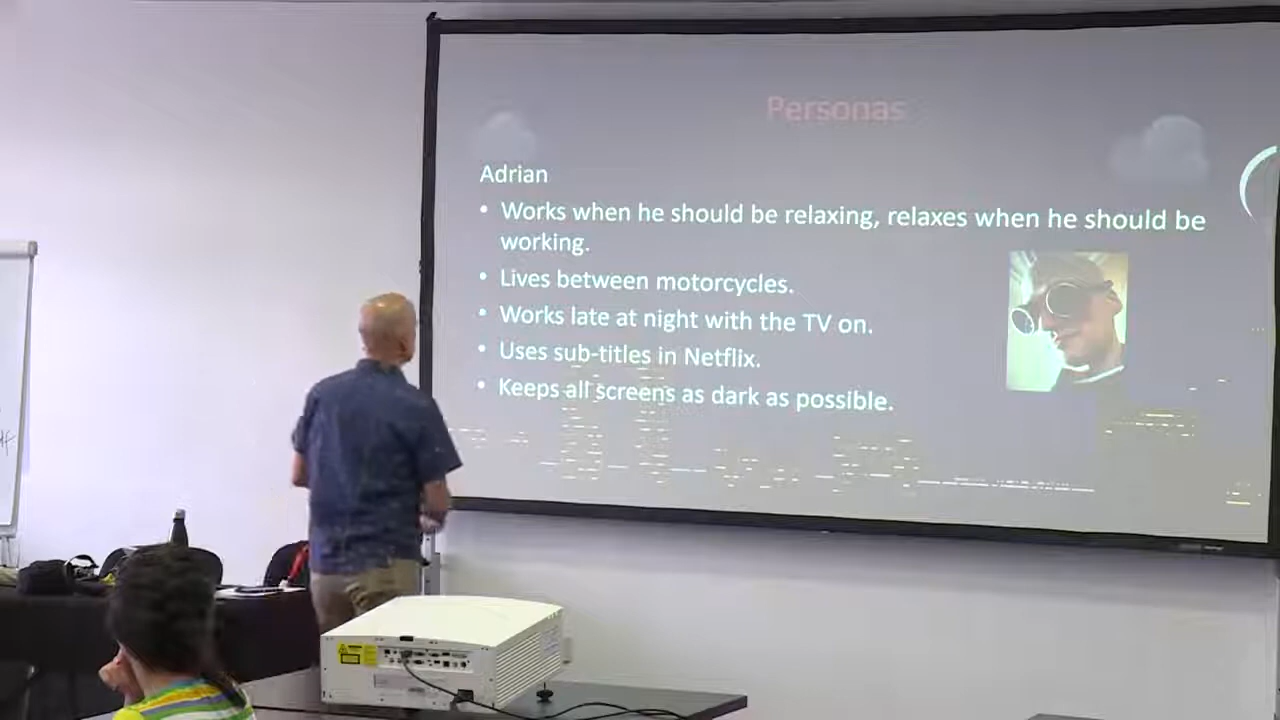 Personas
Adrian
• Works when he should be relaxing, relaxes when he should be
working.
• Lives between motorcycles.
• Works late at night with the TV on.
• Uses sub-titles in Netflix.
• Keeps all screens as dark as possible.